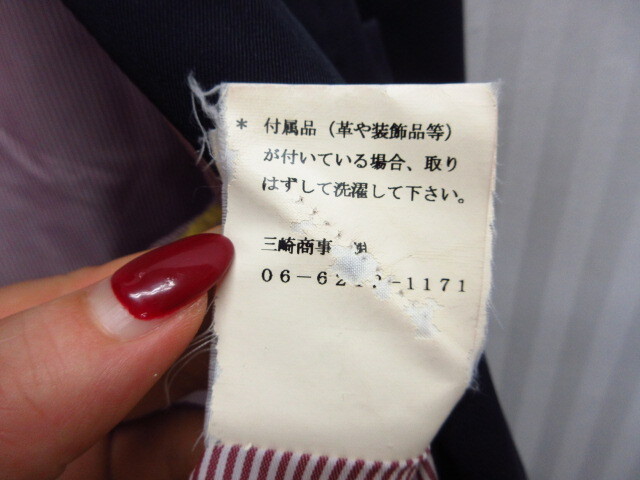 * 付属品（革や装飾品等）
が付いている場合、取り
はずして洗濯して下さい。
三崎商事
06-62 -1171